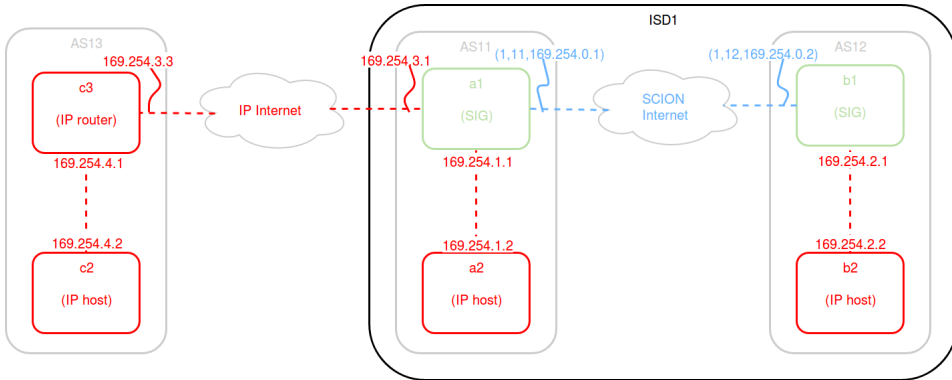 ISD1
AS13
AS11
AS12
169.254.3.3
169.254.3.1
(1,11,169.254.0.1)
(1,12,169.254.0.2)
c3
(IP router)
IP Internet
a1
(SIG)
SCION
Internet
b1
(SIG)
169.254.4.1
169.254.1.1
169.254.2.1
169.254.4.2
169.254.1.2
169.254.2.2
c2
(IP host)
a2
(IP host)
b2
(IP host)